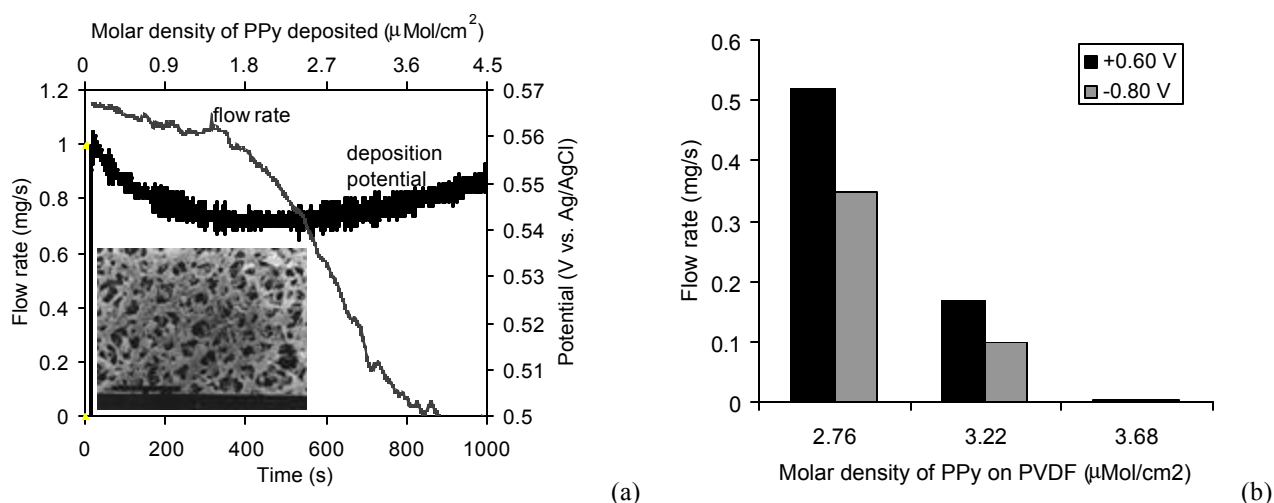 Molar density of PPy deposited (μMol/cm2)
0 0.9 1.8 2.7 3.6 4.5
1.2
1
0.8
0.6
0.4
0.2
0
Flow rate (mg/s)
flow rate
deposition
potential
0.57
0.56
0.55
0.54
0.53
0.52
0.51
0.5
Potential (V vs. Ag/AgCl)
0 200 400 600 800 1000
Time (s)
(a)
0.6
0.5
0.4
0.3
0.2
0.1
0
Flow rate (mg/s)
+0.60 V
-0.80 V
2.76 3.22 3.68
Molar density of PPy on PVDF (μMol/cm2)
(b)